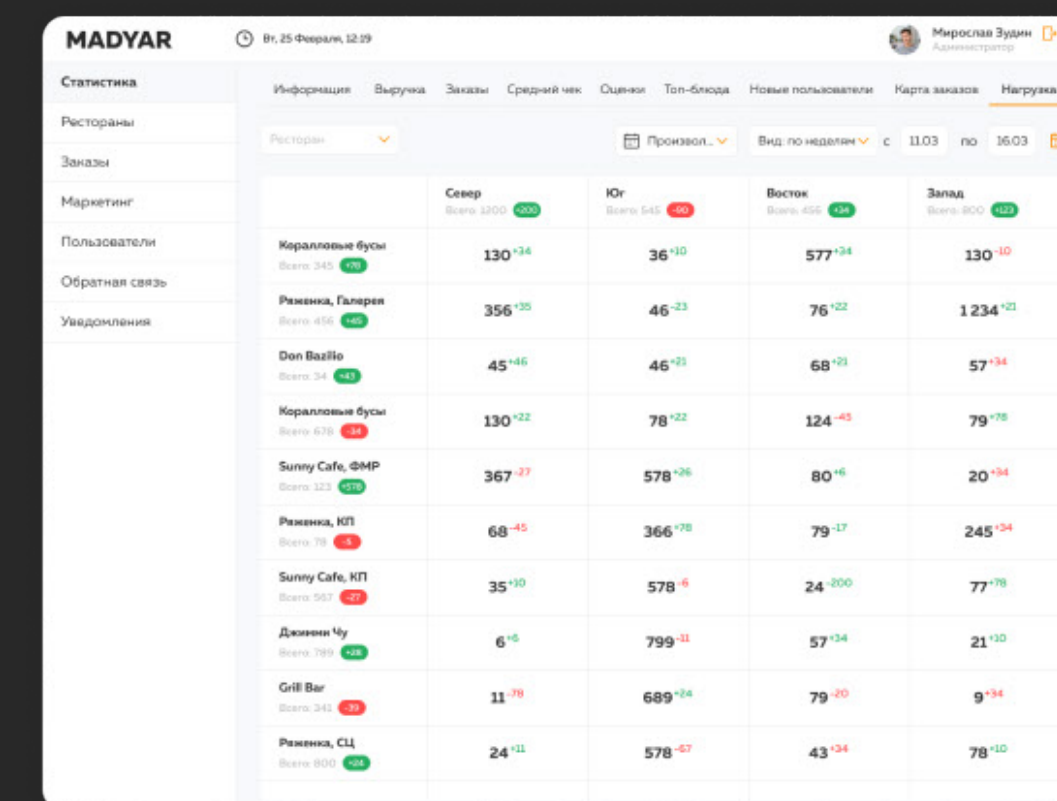 MADYAR
Вт, 25 Февраля, 12:19
Мирослав Зудин
Администратор
Статистика
Рестораны
Заказы
Маркетинг
Пользователи
Обратная связь
Уведомления
Информация Выручка Заказы Средний чек Оценки Топ-блюда Новые пользователи Карта заказов Нагрузка
Ресторан Произвол... Вид: по неделям с 11.03 по 16.03
Север Юг Восток Запад
Всего: 1200 +200 Всего: 545 -90 Всего: 456 +34 Всего: 800 +123
Коралловые бусы 130 +34 36 +10 577 +34 130 -10
Всего: 345 +78
Ряженка, Галерея 356 +35 46 -23 76 +22 1 234 +21
Всего: 456 +45
Don Bazilio 45 +46 46 +21 68 +21 57 +34
Всего: 34 +43
Коралловые бусы 130 +22 78 +22 124 -45 79 +78
Всего: 678 -34
Sunny Cafe, ФМР 367 -27 578 +26 80 +6 20 +34
Всего: 123 +578
Ряженка, КП 68 -45 366 +78 79 -17 245 +34
Всего: 78 -5
Sunny Cafe, КП 35 +10 578 -6 24 -200 77 +78
Всего: 567 -27
Джимми Чу 6 +6 799 -11 57 +34 21 +10
Всего: 789 +28
Grill Bar 11 -78 689 +24 79 -20 9 +34
Всего: 341 -39
Ряженка, СЦ 24 +11 578 -67 43 +34 78 +10
Всего: 800 +24